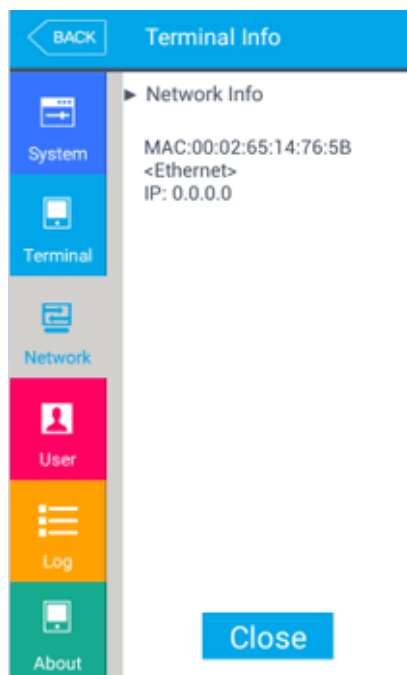 BACK
Terminal Info
System
Terminal
Network
User
Log
About
► Network Info
MAC:00:02:65:14:76:5B
<Ethernet>
IP: 0.0.0.0
Close